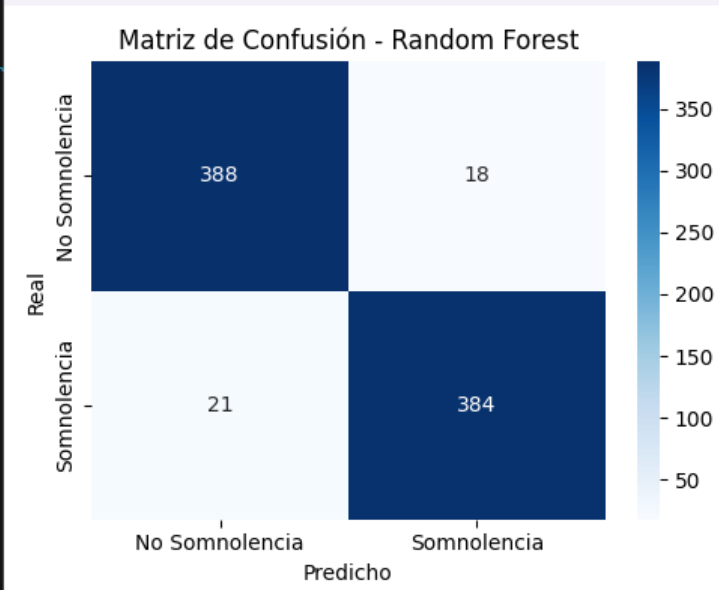 Matriz de Confusión - Random Forest
Real
No Somnolencia
388
18
Somnolencia
21
384
No Somnolencia
Somnolencia
Predicho
350
300
250
200
150
100
50